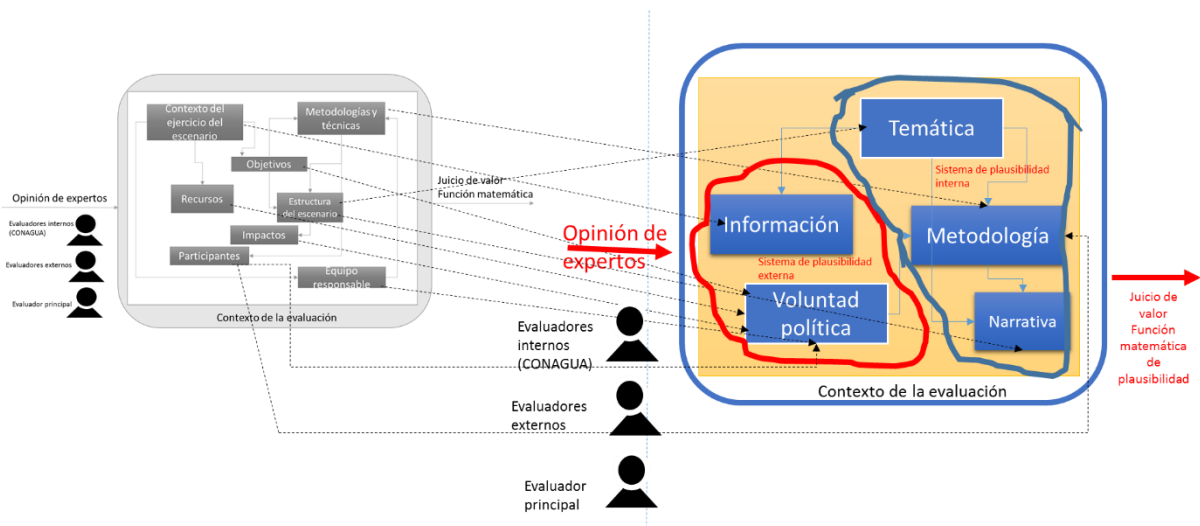 Contexto del
ejercicio del
escenario
Metodologías y
técnicas
Objetivos
Recursos
Estructura
del escenario
Impactos
Participantes
Equipo
responsable
Contexto de la evaluación
Opinión de expertos
Evaluadores internos
(CONAGUA)
Evaluadores externos
Evaluador principal
Juicio de valor
Función matemática
Opinión de
expertos
Evaluadores
internos
(CONAGUA)
Evaluadores
externos
Evaluador
principal
Temática
Sistema de plausibilidad
interna
Información
Metodología
Sistema de plausibilidad
externa
Voluntad
política
Narrativa
Contexto de la evaluación
Juicio de
valor
Función
matemática
de
plausibilidad